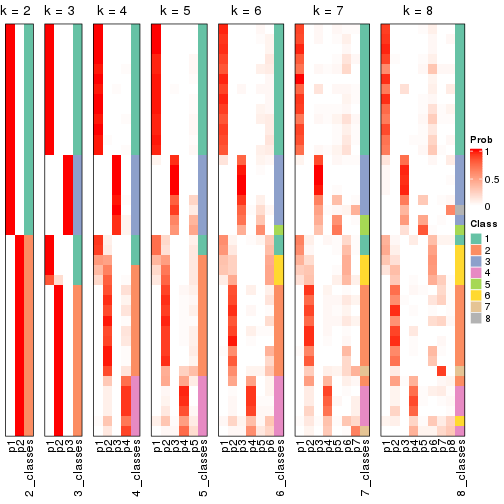 k = 2 k = 3 k = 4 k = 5 k = 6 k = 7 k = 8
Prob
1
0.5
0
Class
1
2
3
4
5
6
7
8
p1 p2 2_classes p1 p2 p3 3_classes p1 p2 p3 p4 4_classes p1 p2 p3 p4 p5 5_classes p1 p2 p3 p4 p5 p6 6_classes p1 p2 p3 p4 p5 p6 p7 7_classes p1 p2 p3 p4 p5 p6 p7 p8 8_classes